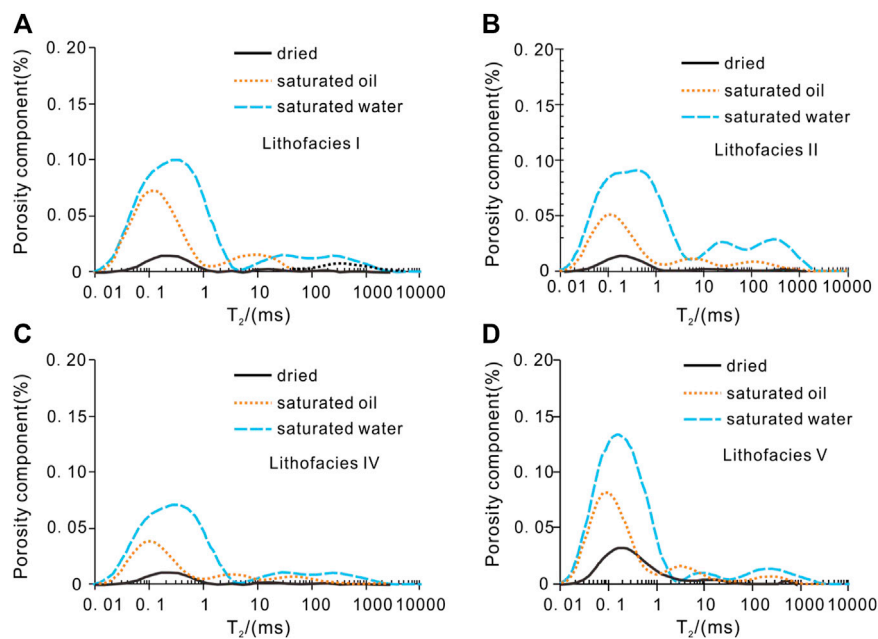 A
Porosity component(%)
0. 20
0. 15
0. 10
0. 05
0
dried
saturated oil
saturated water
Lithofacies I
0. 01 0. 1 1 10 100 1000 10000
T2/(ms)
B
Porosity component(%)
0. 20
0. 15
0. 10
0. 05
0
dried
saturated oil
saturated water
Lithofacies II
0. 01 0. 1 1 10 100 1000 10000
T2/(ms)
C
Porosity component(%)
0. 20
0. 15
0. 10
0. 05
0
dried
saturated oil
saturated water
Lithofacies IV
0. 01 0. 1 1 10 100 1000 10000
T2/(ms)
D
Porosity component(%)
0. 20
0. 15
0. 10
0. 05
0
dried
saturated oil
saturated water
Lithofacies V
0. 01 0. 1 1 10 100 1000 10000
T2/(ms)